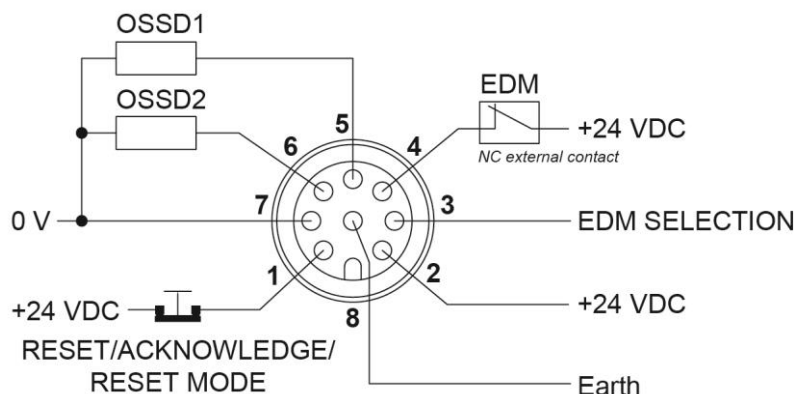 OSSD1
OSSD2
EDM
5
+24 VDC
6
4
NC external contact
0 V
7
3
EDM SELECTION
1
2
+24 VDC
+24 VDC
8
RESET/ACKNOWLEDGE/
RESET MODE
Earth